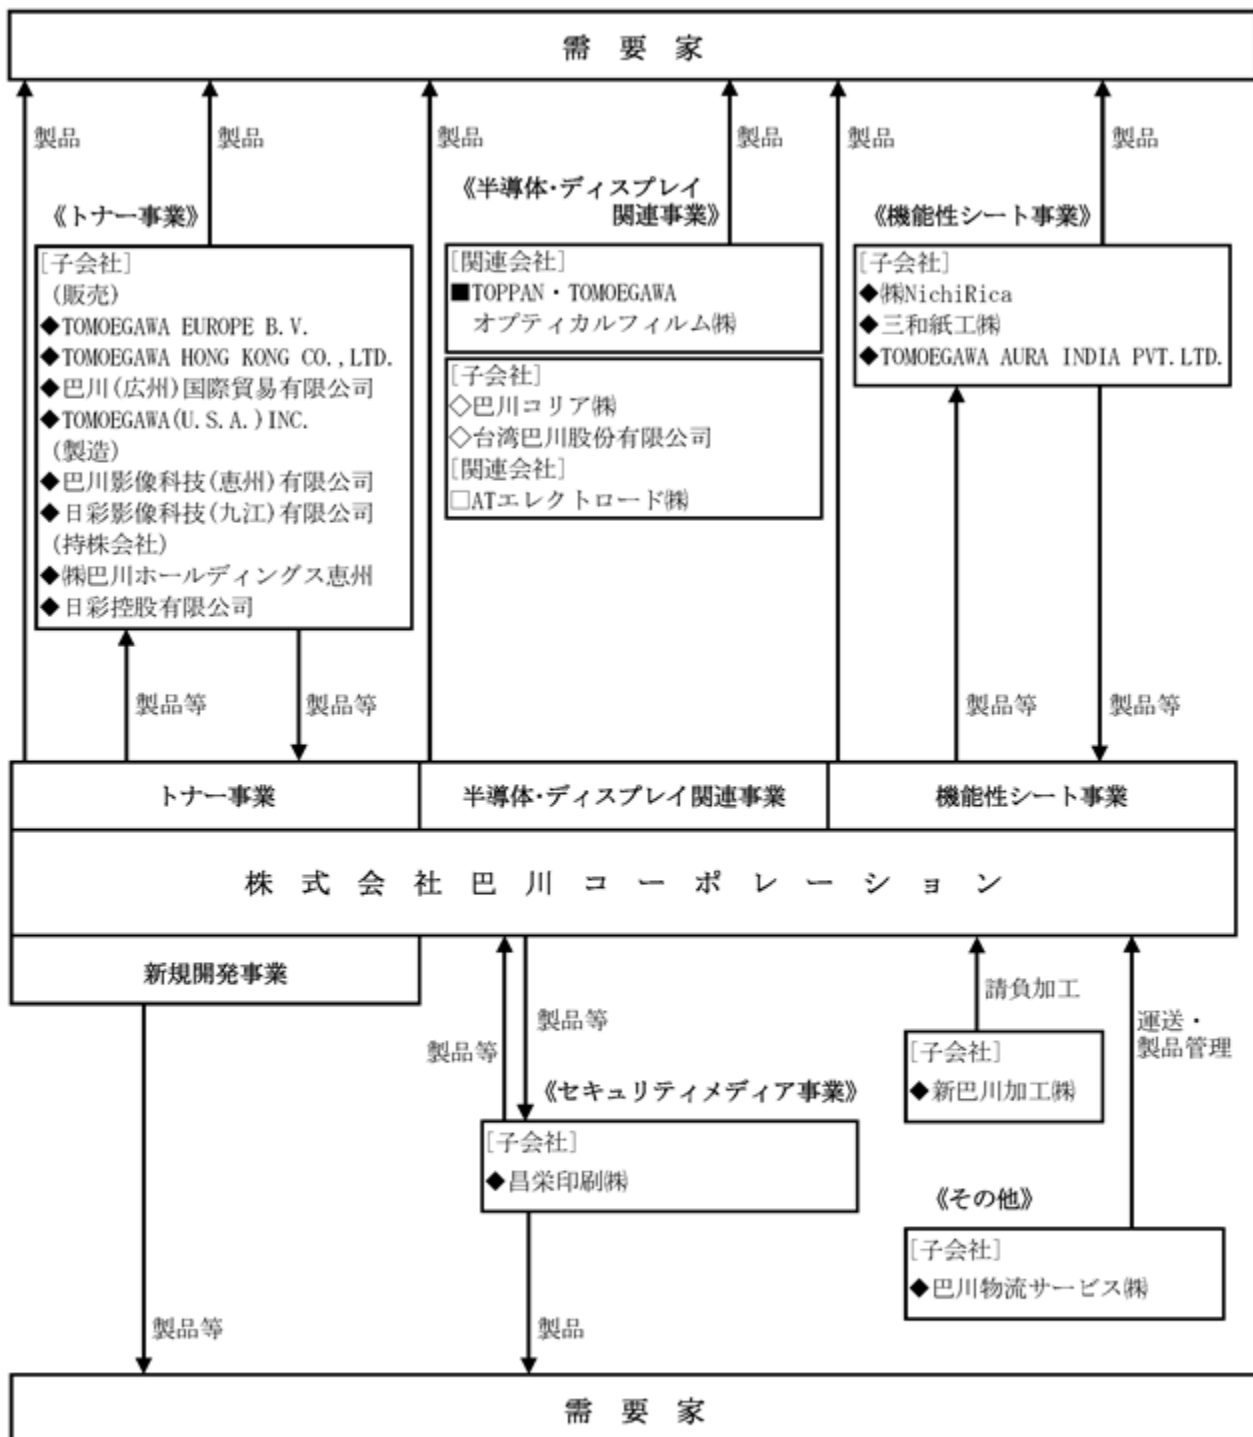 需要家
製品
製品
製品
製品
製品
製品
《トナー事業》
[子会社]
(販売)
◆TOMOEGAWA EUROPE B.V.
◆TOMOEGAWA HONG KONG CO.,LTD.
◆巴川(広州)国際貿易有限公司
◆TOMOEGAWA(U.S.A.)INC.
(製造)
◆巴川影像科技(恵州)有限公司
◆日彩影像科技(九江)有限公司
(持株会社)
◆㈱巴川ホールディングス恵州
◆日彩控股有限公司
《半導体・ディスプレイ
関連事業》
[関連会社]
■TOPPAN・TOMOEGAWA
オプティカルフィルム㈱
[子会社]
◇巴川コリア㈱
◇台湾巴川股份有限公司
[関連会社]
□ATエレクトロード㈱
《機能性シート事業》
[子会社]
◆㈱NichiRica
◆三和紙工㈱
◆TOMOEGAWA AURA INDIA PVT.LTD.
製品等
製品等
製品等
製品等
トナー事業
半導体・ディスプレイ関連事業
機能性シート事業
株式会社巴川コーポレーション
新規開発事業
製品等
製品等
製品等
《セキュリティメディア事業》
[子会社]
◆昌栄印刷㈱
製品
請負加工
[子会社]
◆新巴川加工㈱
運送・
製品管理
《その他》
[子会社]
◆巴川物流サービス㈱
需要家